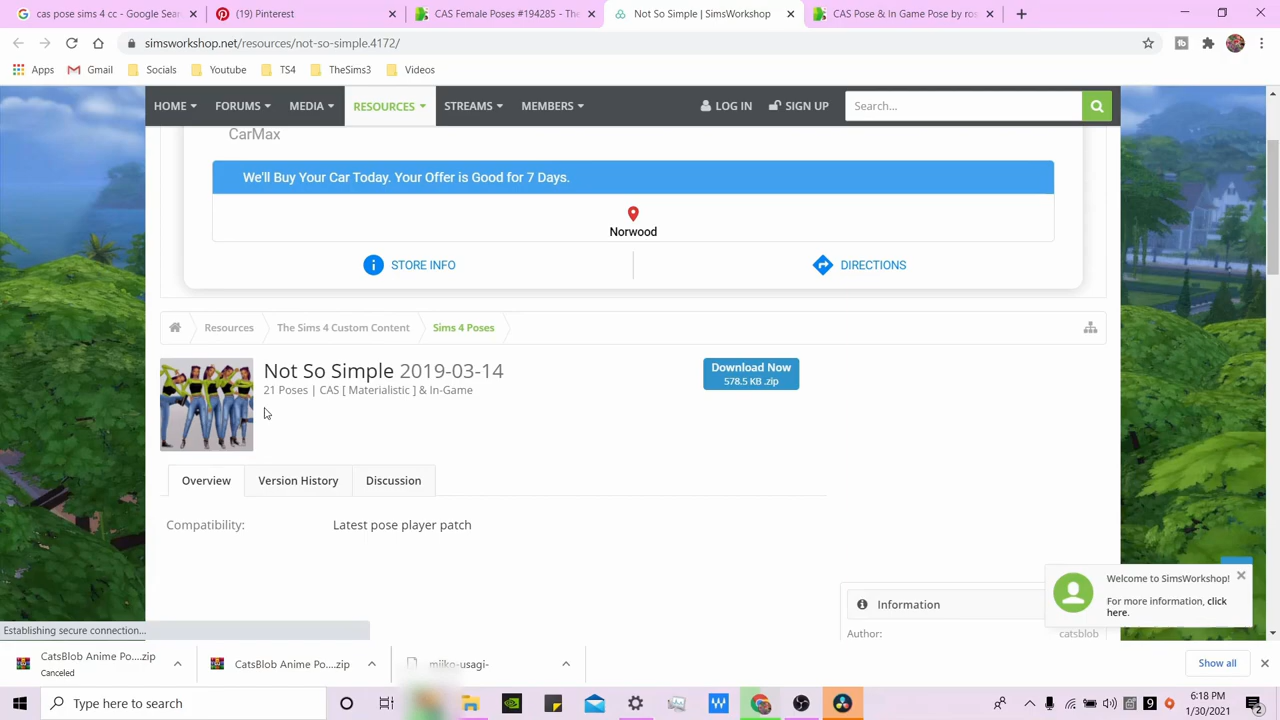 cas poses sims 4 cc - Google Sear
(19) Pinterest
CAS Female Poses #194285 - The
Not So Simple | SimsWorkshop
CAS Pose & In Game Pose by ros
simsworkshop.net/resources/not-so-simple.4172/
Apps
Gmail
Socials
Youtube
TS4
TheSims3
Videos
HOME
FORUMS
MEDIA
RESOURCES
STREAMS
MEMBERS
LOG IN
SIGN UP
Search...
CarMax
We'll Buy Your Car Today. Your Offer is Good for 7 Days.
Norwood
STORE INFO
DIRECTIONS
Resources
The Sims 4 Custom Content
Sims 4 Poses
Not So Simple 2019-03-14
21 Poses | CAS [ Materialistic ] & In-Game
Download Now
578.5 KB .zip
Overview
Version History
Discussion
Compatibility:
Latest pose player patch
Welcome to SimsWorkshop!
For more information, click
here.
Information
Author:
catsblob
Establishing secure connection...
CatsBlob Anime Po....zip
Canceled
CatsBlob Anime Po....zip
miiko-usagi-
Show all
Type here to search
6:18 PM
1/30/2021
2